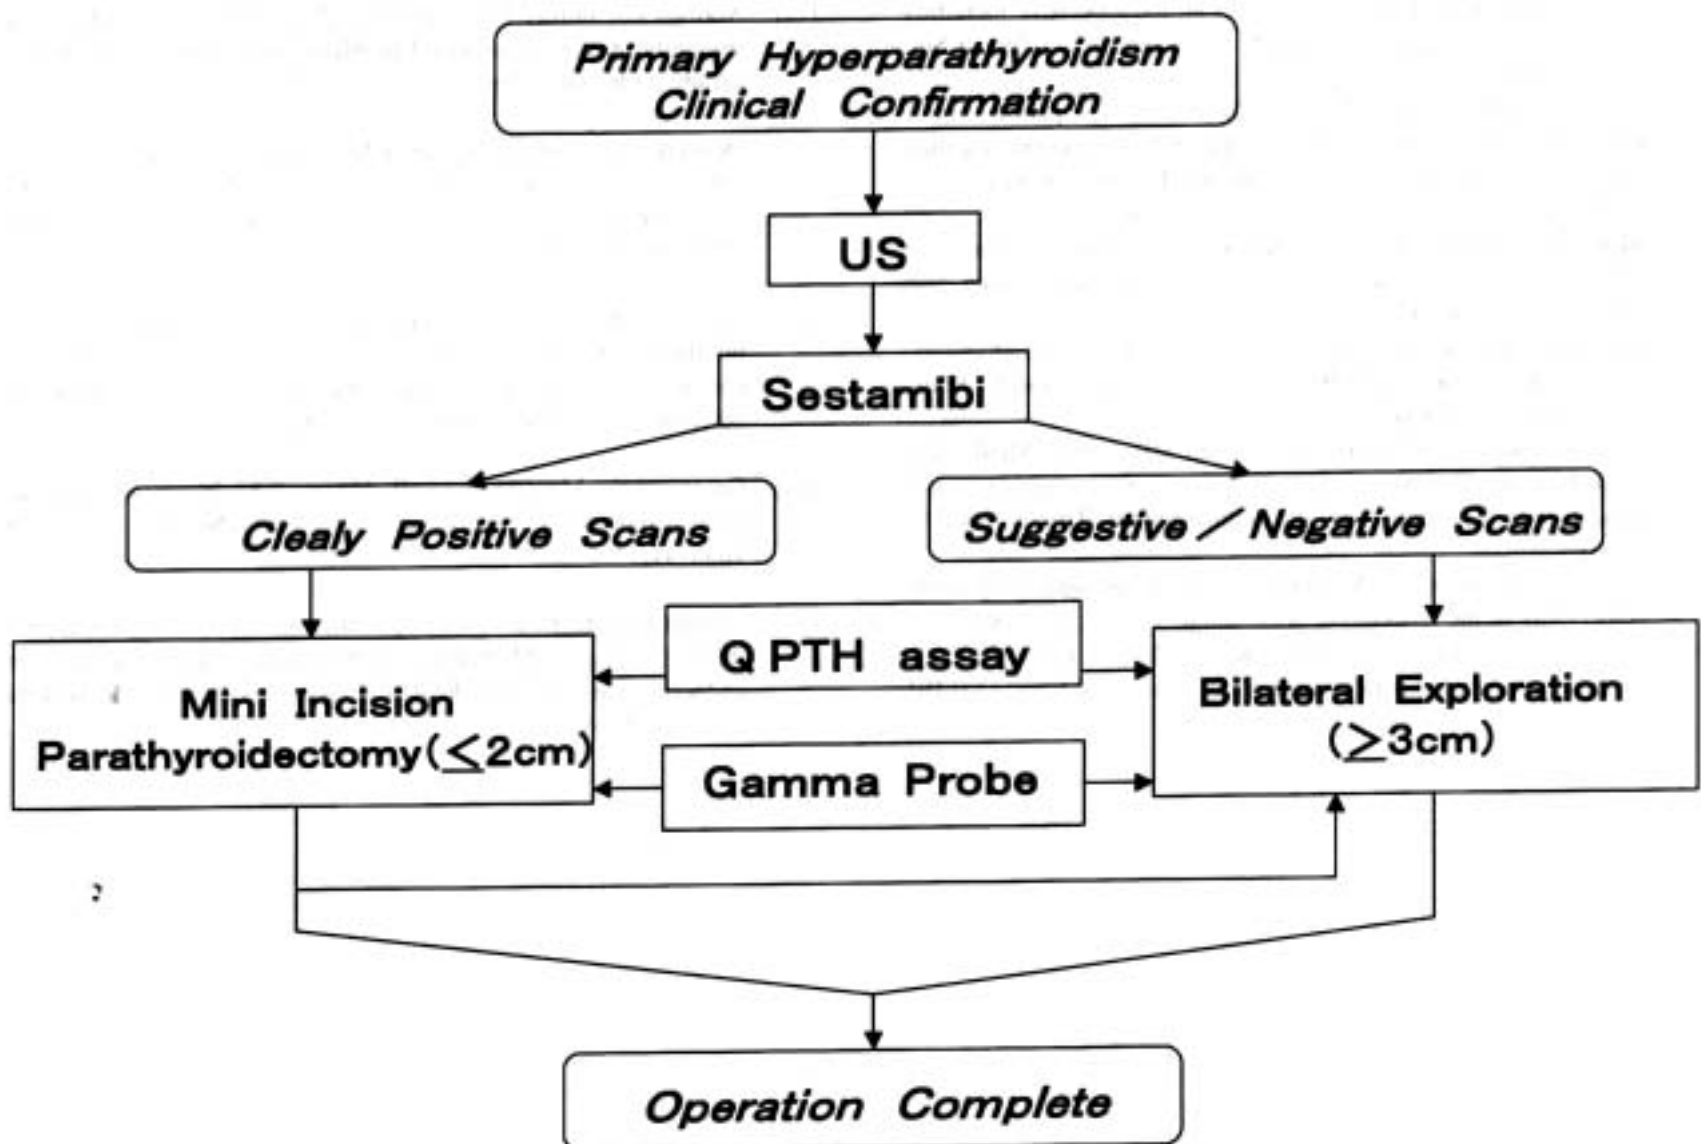 Primary Hyperparathyroidism
Clinical Confirmation
US
Sestamibi
Clealy Positive Scans
Suggestive / Negative Scans
Q PTH assay
Mini Incision
Parathyroidectomy(≤2cm)
Bilateral Exploration
(≥3cm)
Gamma Probe
Operation Complete